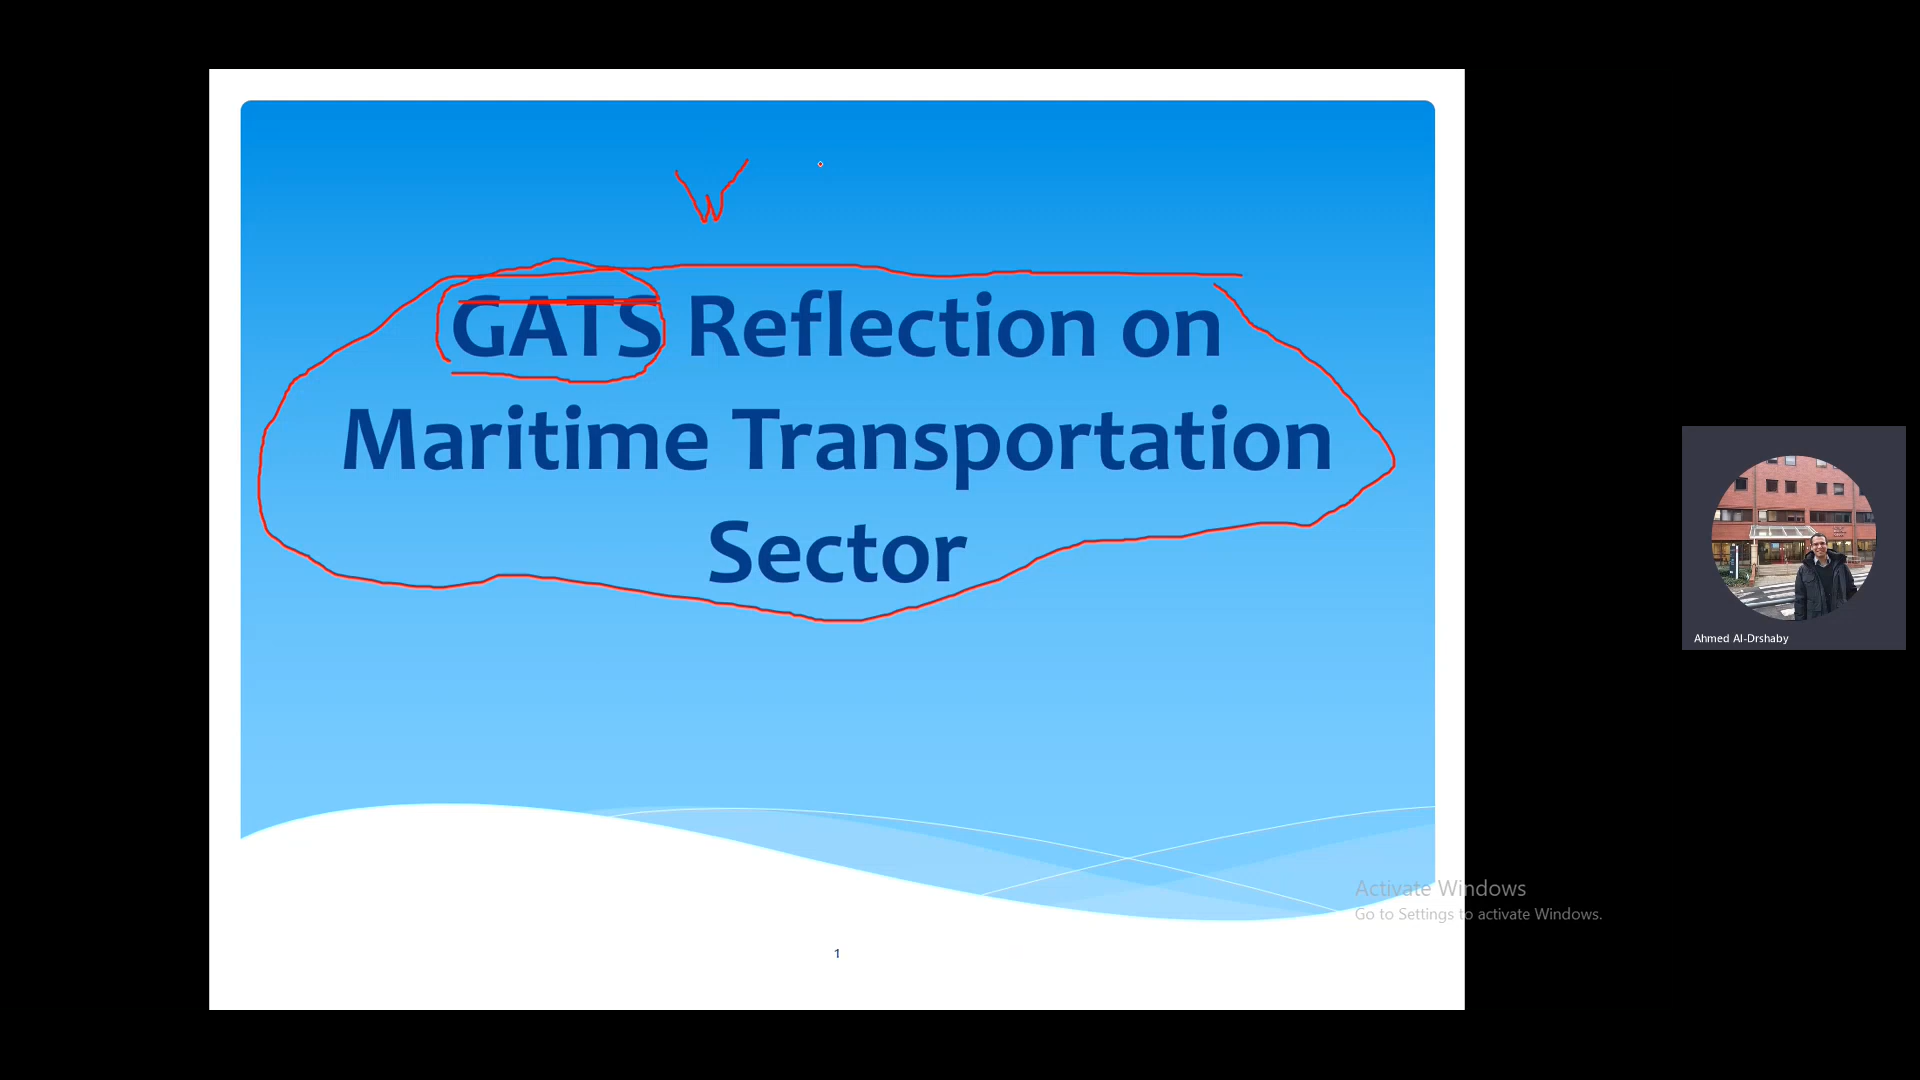 W
GATS Reflection on
Maritime Transportation
Sector
Ahmed Al-Drshaby
Activate Windows
Go to Settings to activate Windows.
1